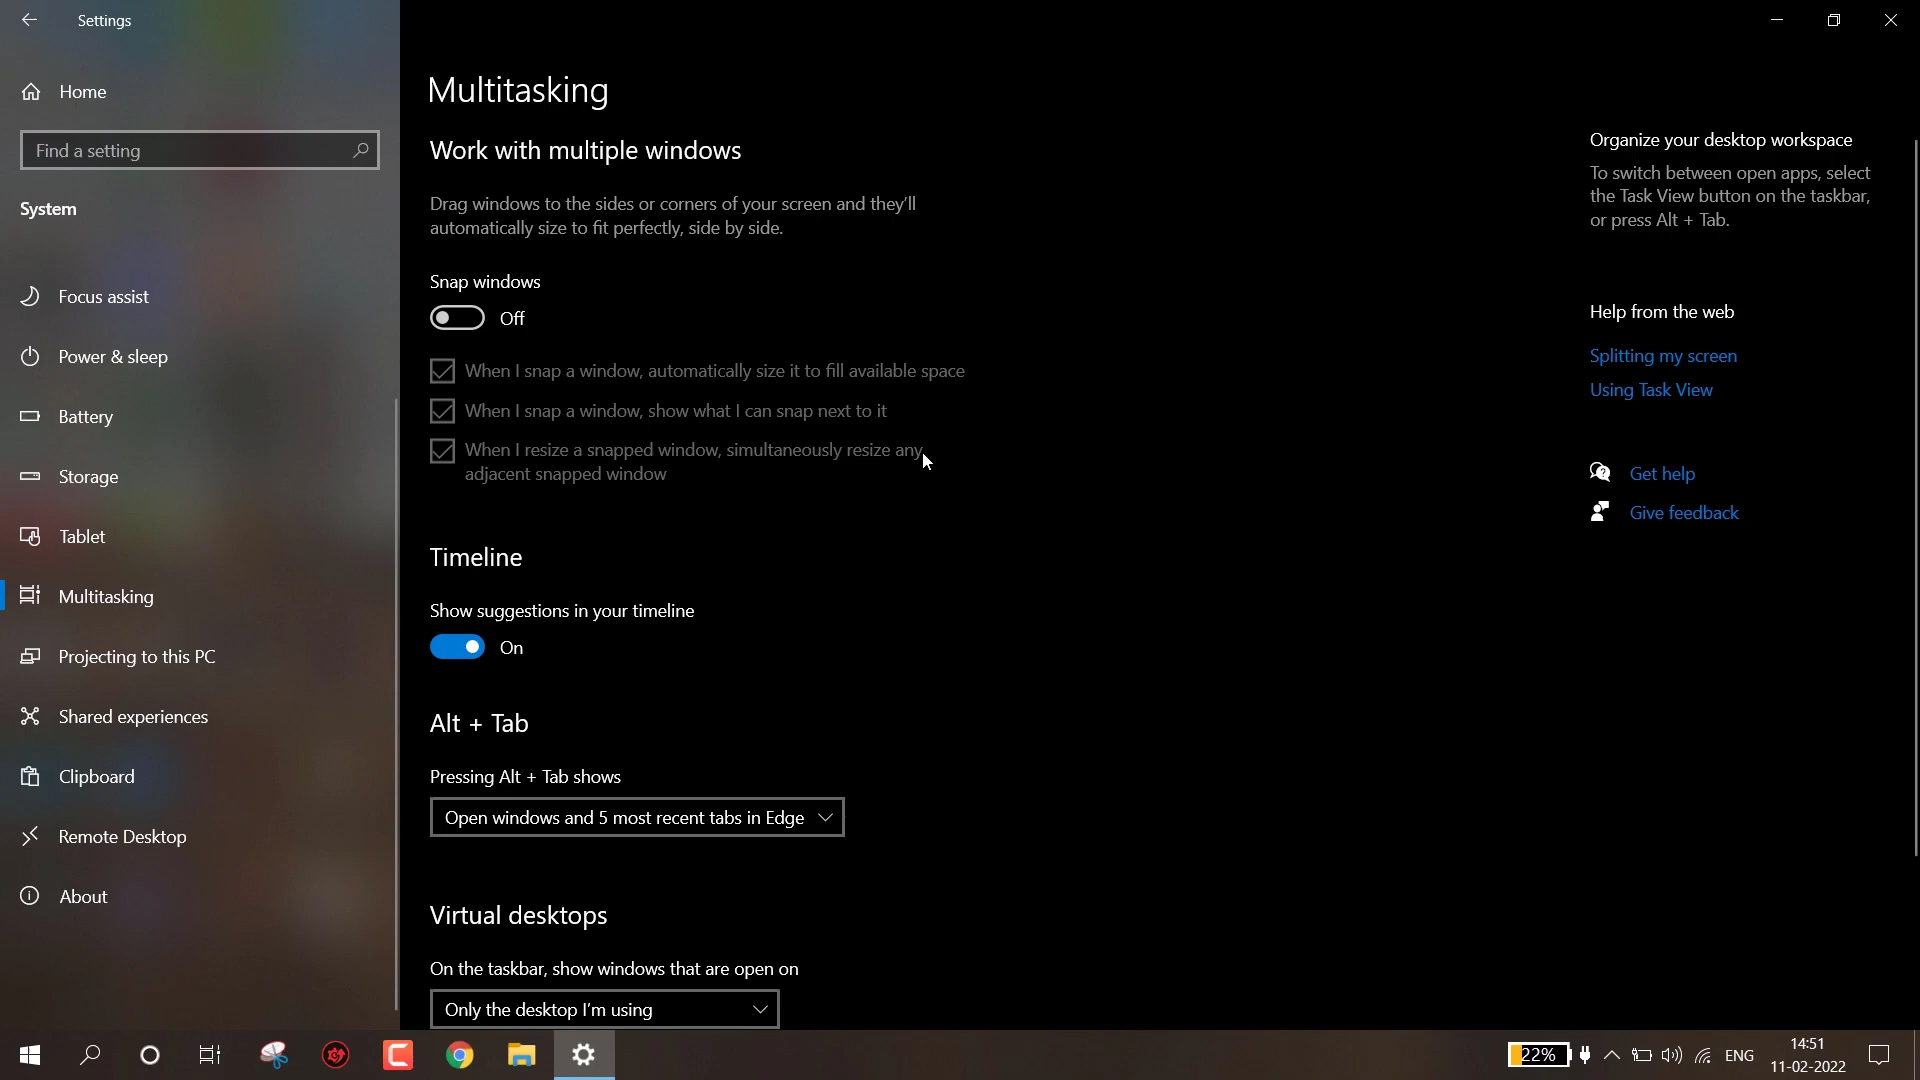 Settings
Home
Find a setting
System
Focus assist
Power & sleep
Battery
Storage
Tablet
Multitasking
Projecting to this PC
Shared experiences
Clipboard
Remote Desktop
About
Multitasking
Work with multiple windows
Drag windows to the sides or corners of your screen and they'll
automatically size to fit perfectly, side by side.
Snap windows
Off
When I snap a window, automatically size it to fill available space
When I snap a window, show what I can snap next to it
When I resize a snapped window, simultaneously resize any
adjacent snapped window
Timeline
Show suggestions in your timeline
On
Alt + Tab
Pressing Alt + Tab shows
Open windows and 5 most recent tabs in Edge
Virtual desktops
On the taskbar, show windows that are open on
Only the desktop I'm using
Organize your desktop workspace
To switch between open apps, select
the Task View button on the taskbar,
or press Alt + Tab.
Help from the web
Splitting my screen
Using Task View
Get help
Give feedback
22%
ENG
14:51
11-02-2022